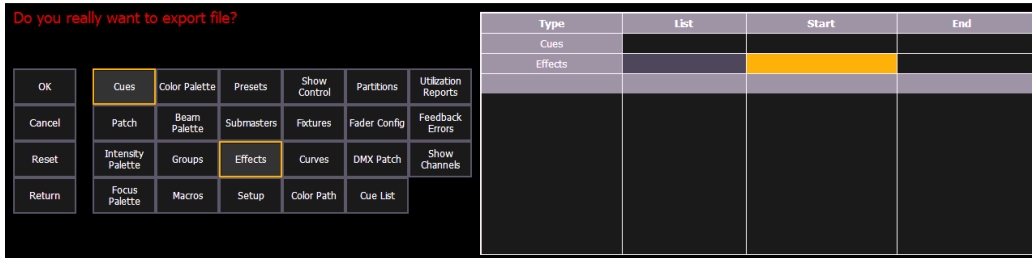 Do you really want to export file?
OK
Cues
Color Palette
Presets
Show
Control
Partitions
Utilization
Reports
Cancel
Patch
Beam
Palette
Submasters
Fixtures
Fader Config
Feedback
Errors
Reset
Intensity
Palette
Groups
Effects
Curves
DMX Patch
Show
Channels
Return
Focus
Palette
Macros
Setup
Color Path
Cue List
Type List Start End
Cues
Effects